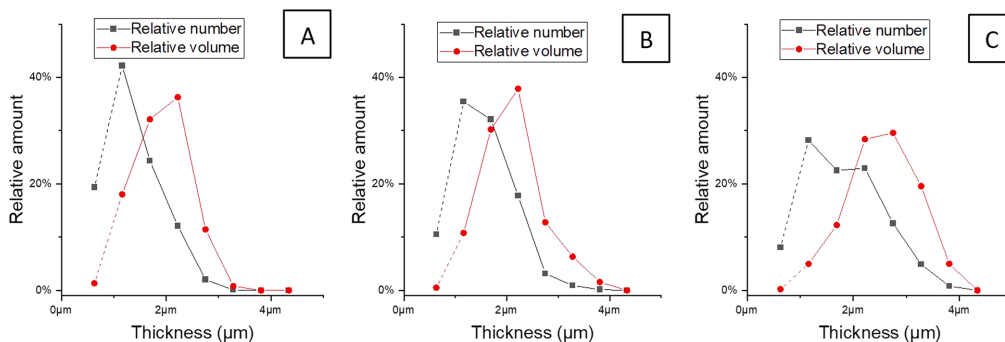 A
Relative number
Relative volume
40%
20%
0%
Relative amount
0μm
2μm
4μm
Thickness (μm)
B
Relative number
Relative volume
40%
20%
0%
Relative amount
0μm
2μm
4μm
Thickness (μm)
C
Relative number
Relative volume
40%
20%
0%
Relative amount
0μm
2μm
4μm
Thickness (μm)